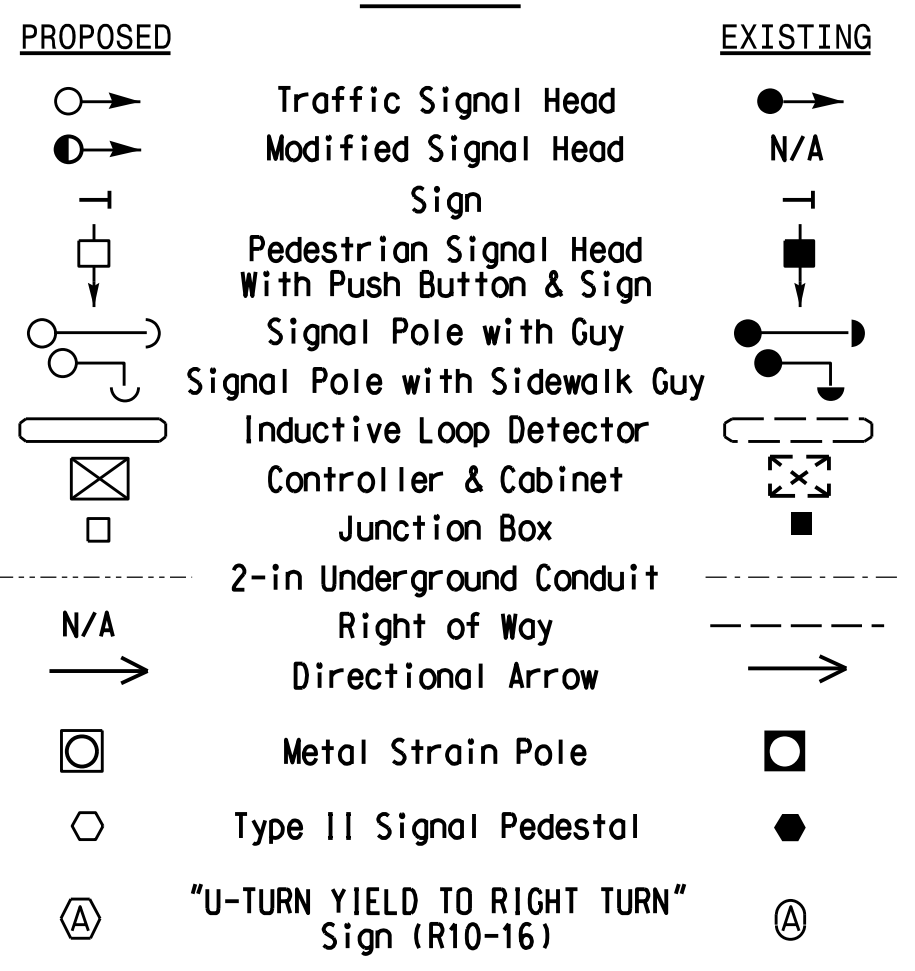 PROPOSED EXISTING
Traffic Signal Head
Modified Signal Head N/A
Sign
Pedestrian Signal Head
With Push Button & Sign
Signal Pole with Guy
Signal Pole with Sidewalk Guy
Inductive Loop Detector
Controller & Cabinet
Junction Box
2-in Underground Conduit
N/A Right of Way
Directional Arrow
Metal Strain Pole
Type II Signal Pedestal
"U-TURN YIELD TO RIGHT TURN"
A Sign (R10-16) A